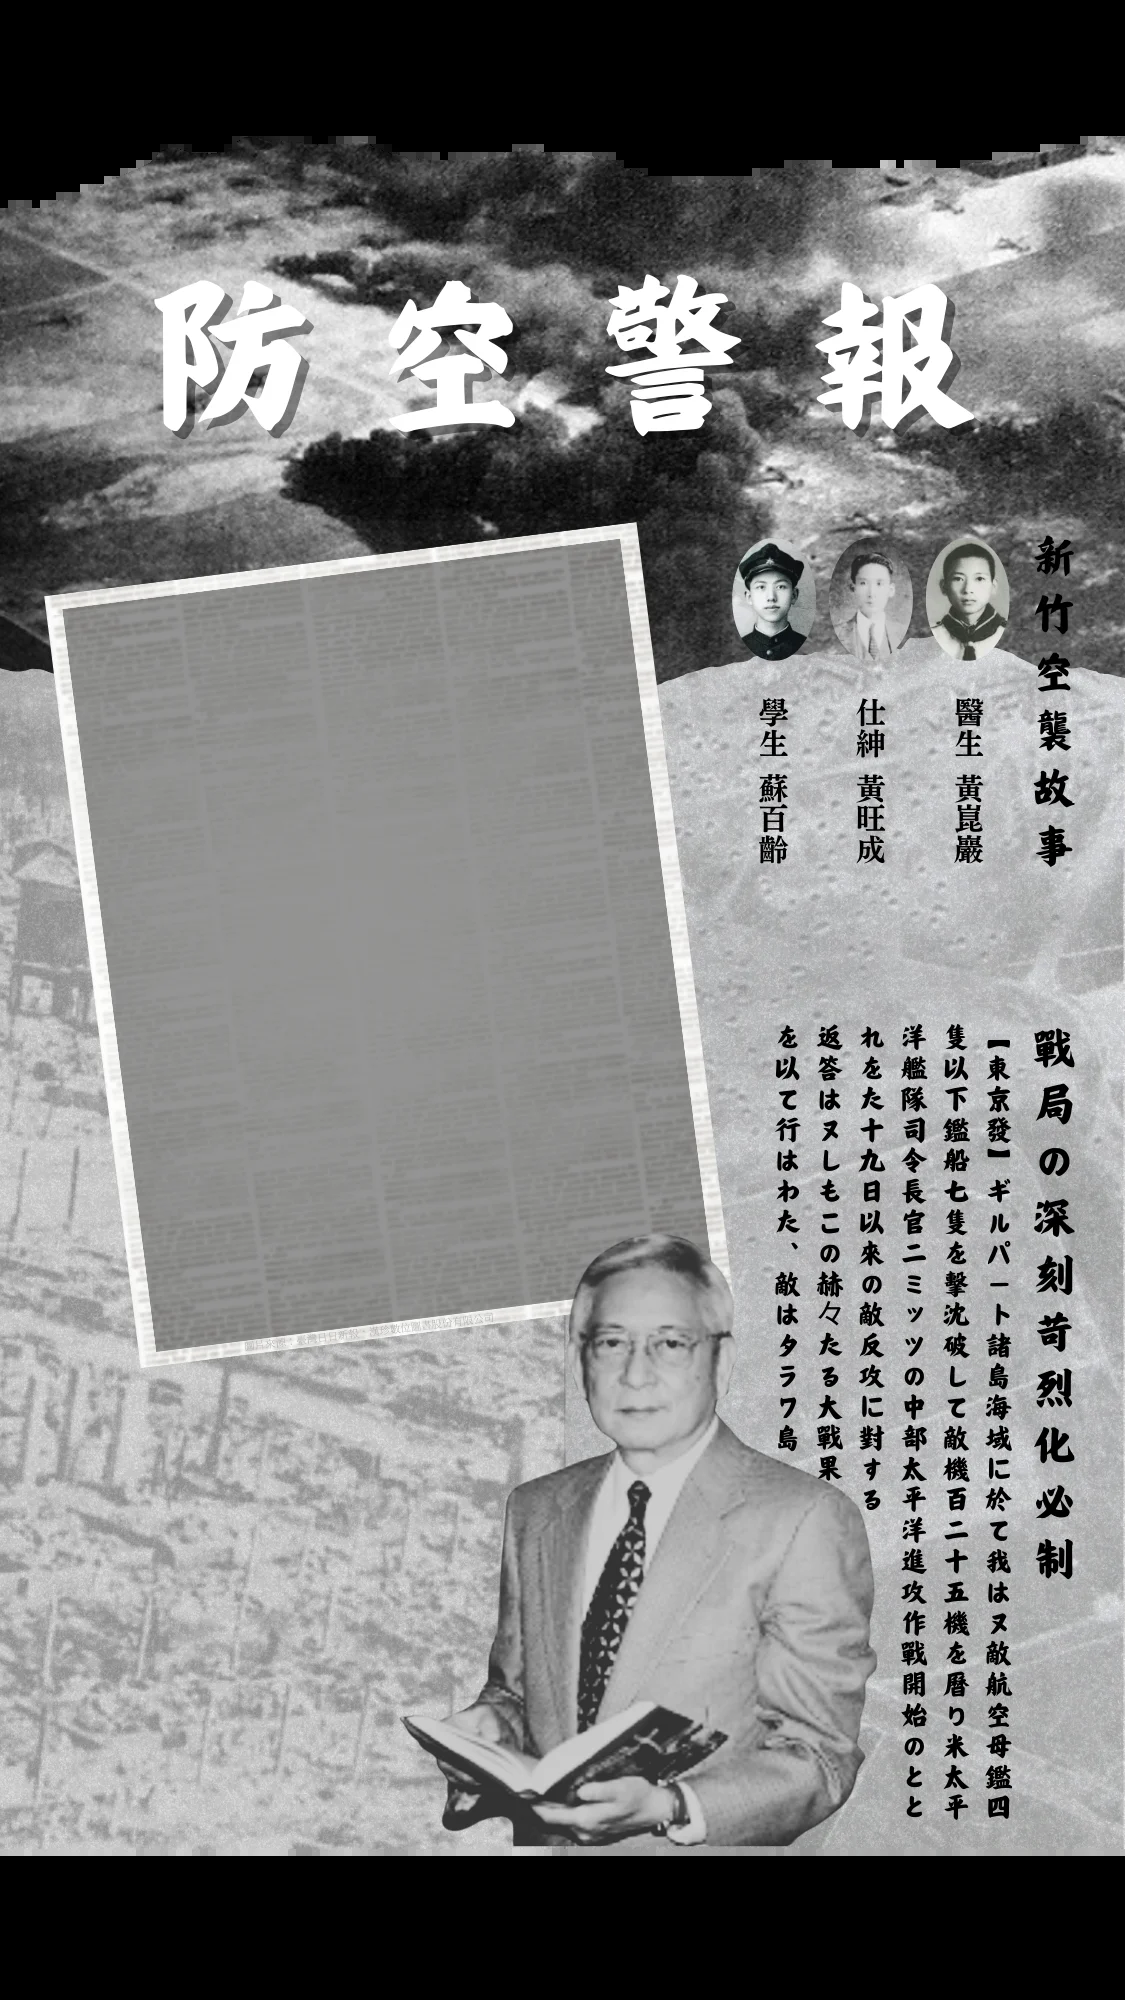 防空警報
新竹空襲故事
醫生 黃崑巖
仕紳 黃旺成
學生 蘇百齡
戰局の深刻苛烈化必制
【東京發】ギルパート諸島海域に於て我はヌ敵航空母鑑四
隻以下鑑船七隻を擊沈破して敵機百二十五機を曆り米太平
洋艦隊司令長官ニミッツの中部太平洋進攻作戰開始のとと
れをた十九日以來の敵反攻に對する
返答はヌしもこの赫々たる大戰果
を以て行はわた、敵はタラワ島
圖片來源：臺灣日日新報，漢珍數位圖書股份有限公司